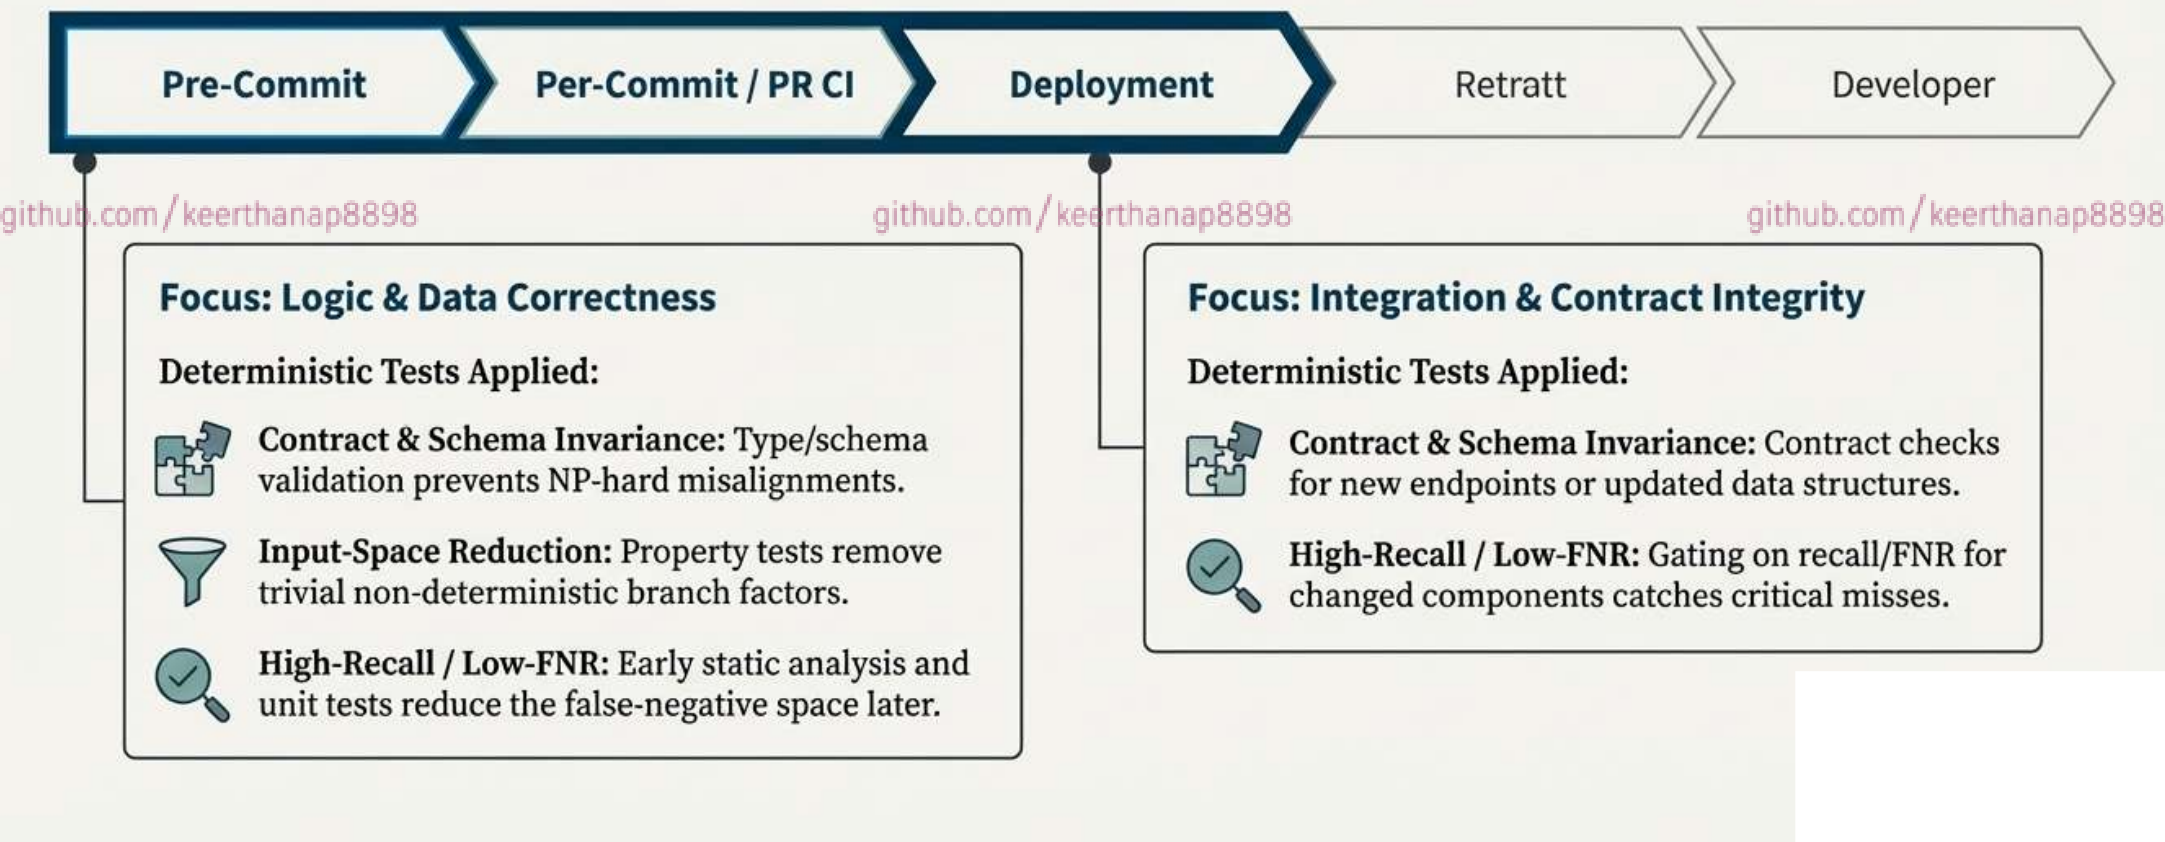 Pre-Commit
Per-Commit / PR CI
Deployment
Retratt
Developer
github.com/keerthanap8898
github.com/keerthanap8898
github.com/keerthanap8898
Focus: Logic & Data Correctness
Deterministic Tests Applied:
Contract & Schema Invariance: Type/schema
validation prevents NP-hard misalignments.
Input-Space Reduction: Property tests remove
trivial non-deterministic branch factors.
High-Recall / Low-FNR: Early static analysis and
unit tests reduce the false-negative space later.
Focus: Integration & Contract Integrity
Deterministic Tests Applied:
Contract & Schema Invariance: Contract checks
for new endpoints or updated data structures.
High-Recall / Low-FNR: Gating on recall/FNR for
changed components catches critical misses.